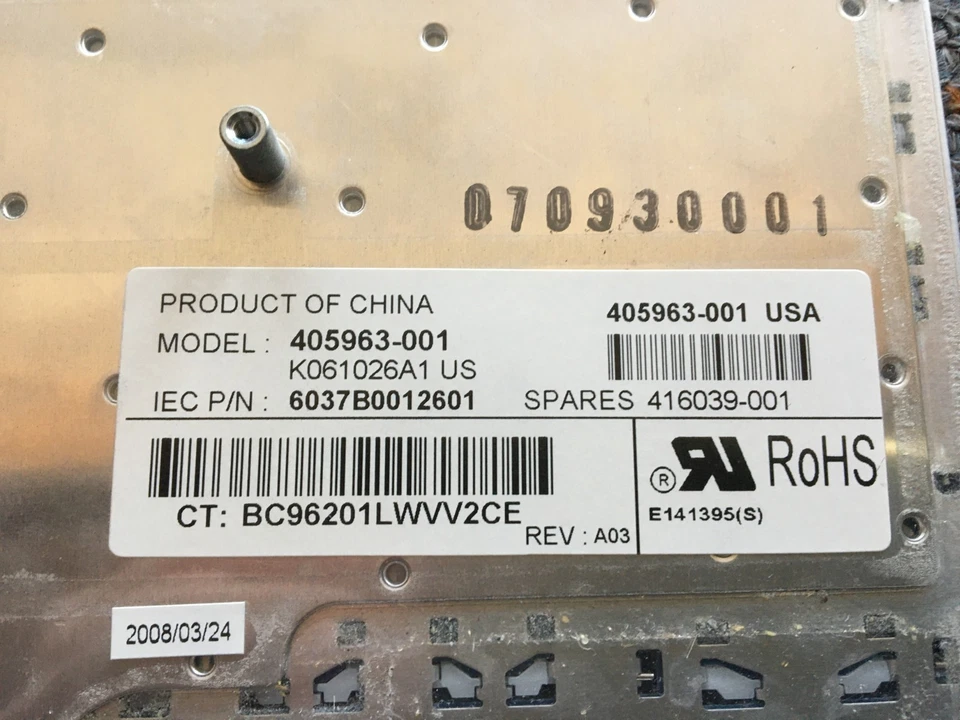 070930001
PRODUCT OF CHINA
MODEL : 405963-001
K061026A1 US
IEC P/N : 6037B0012601
405963-001 USA
SPARES 416039-001
CT: BC96201LWVV2CE
REV : A03
® RU RoHS
E141395(S)
2008/03/24